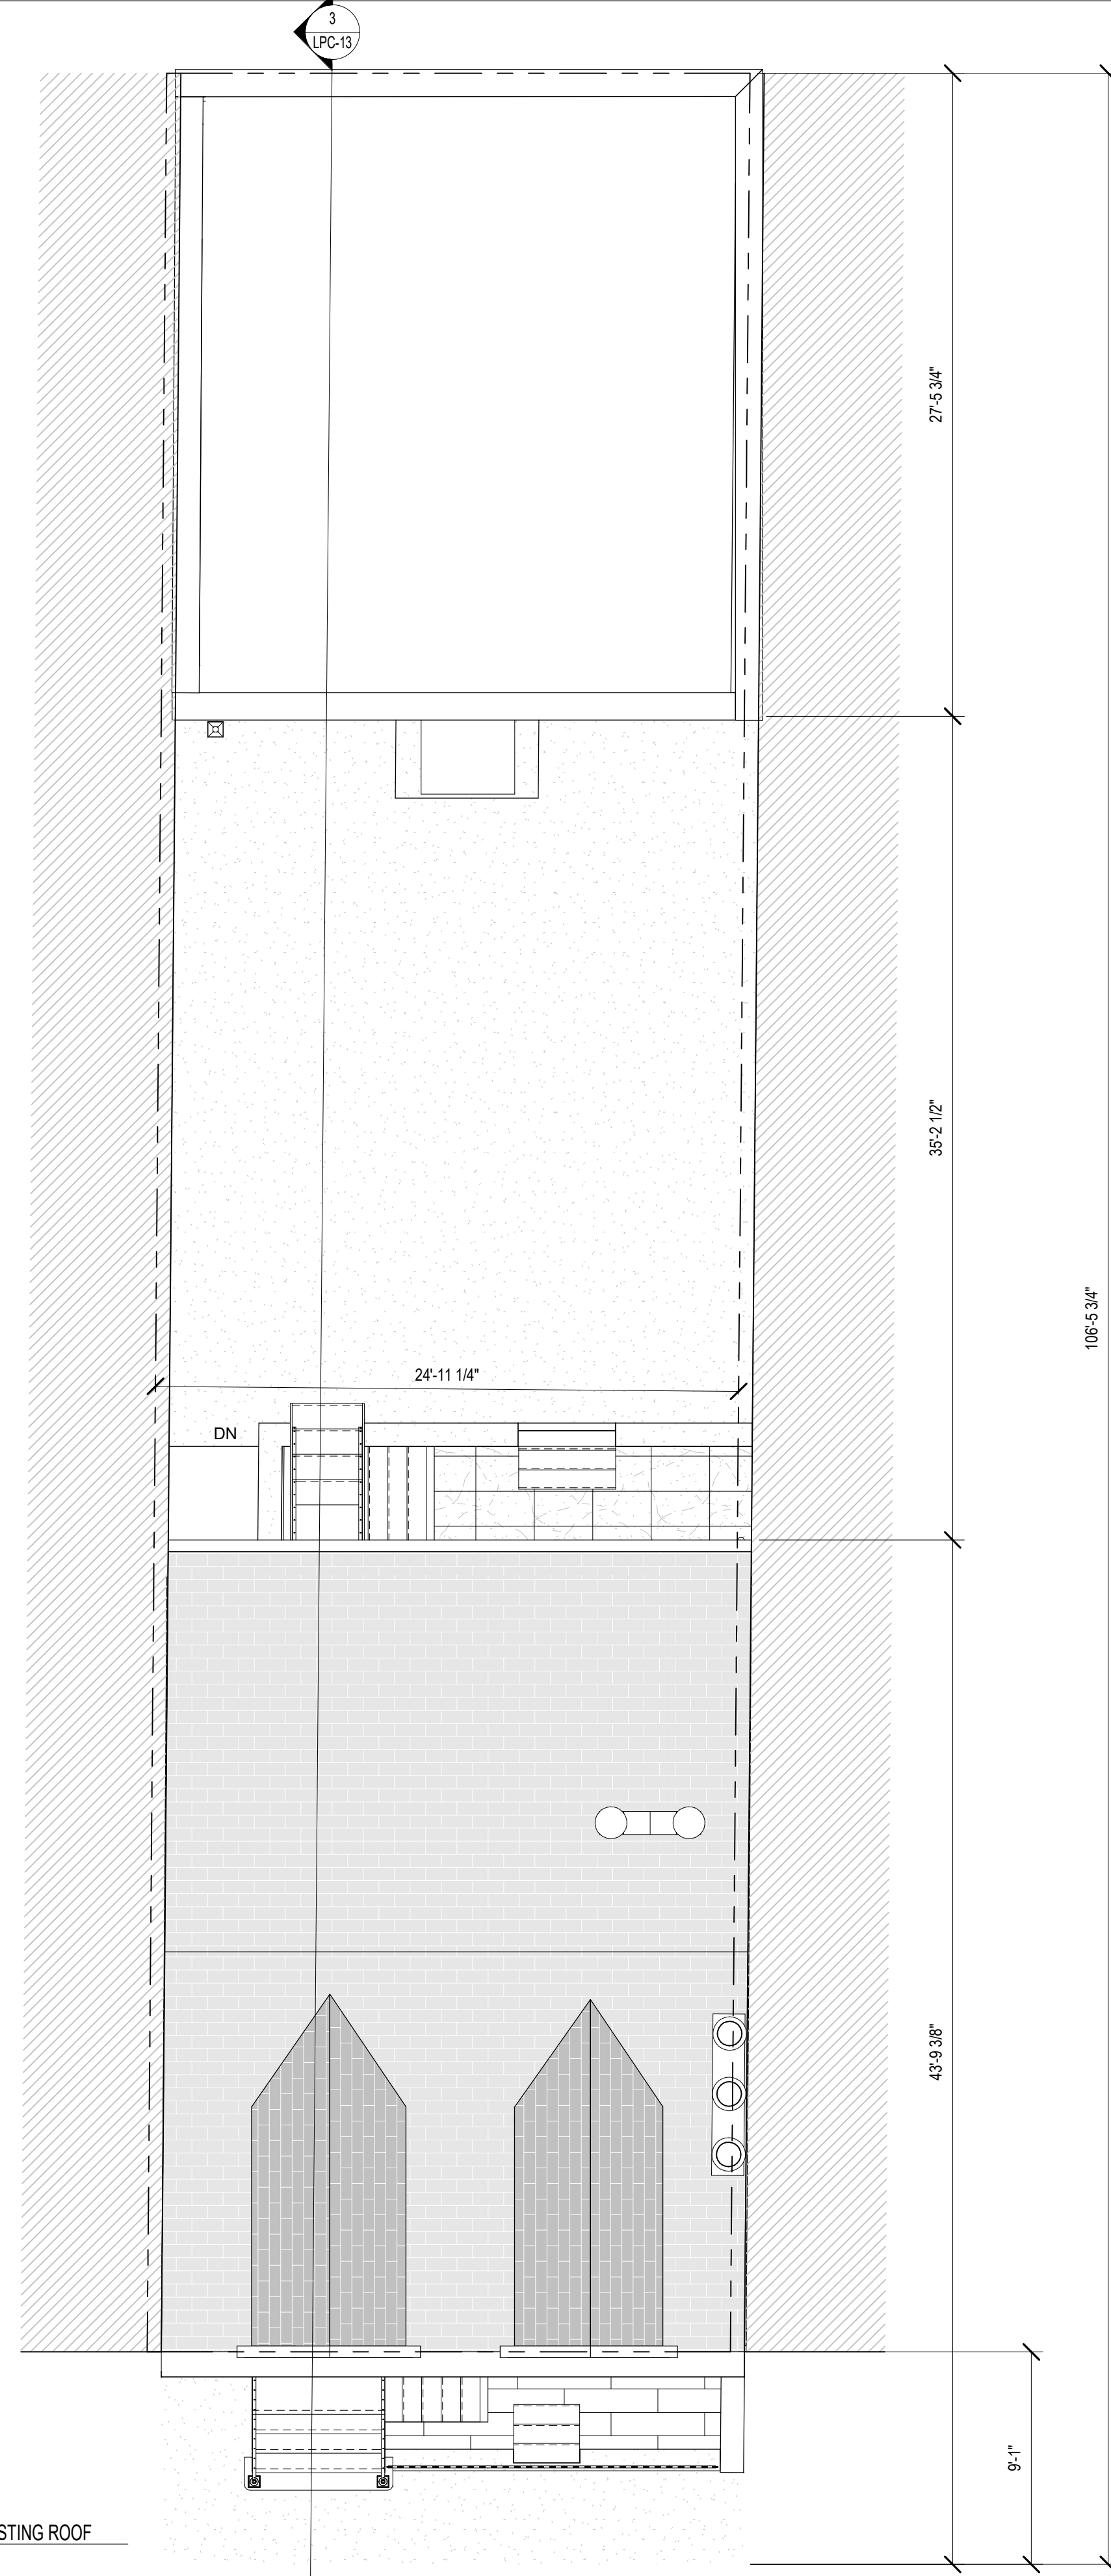 3
LPC-13
27'-5 3/4"
35'-2 1/2"
106'-5 3/4"
24'-11 1/4"
DN
43'-9 3/8"
9'-1"
STING ROOF